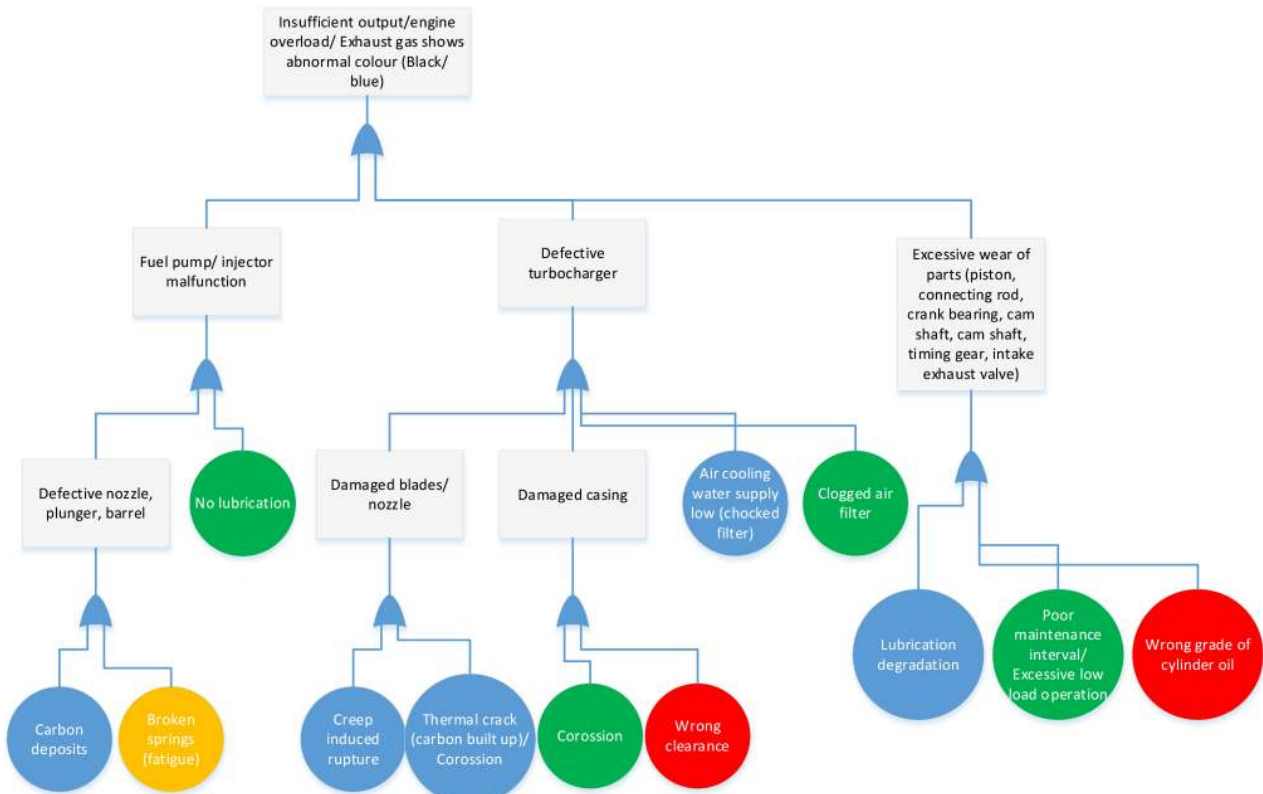 Insufficient output/engine
overload/ Exhaust gas shows
abnormal colour (Black/
blue)
Fuel pump/ injector
malfunction
Defective
turbocharger
Excessive wear of
parts (piston,
connecting rod,
crank bearing, cam
shaft, cam shaft,
timing gear, intake
exhaust valve)
Defective nozzle,
plunger, barrel
No lubrication
Damaged blades/
nozzle
Damaged casing
Air cooling
water supply
low (chocked
filter)
Clogged air
filter
Lubrication
degradation
Poor
maintenance
interval/
Excessive low
load operation
Wrong grade of
cylinder oil
Carbon
deposits
Broken
springs
(fatigue)
Creep
induced
rupture
Thermal crack
(carbon built up)/
Corossion
Corossion
Wrong
clearance